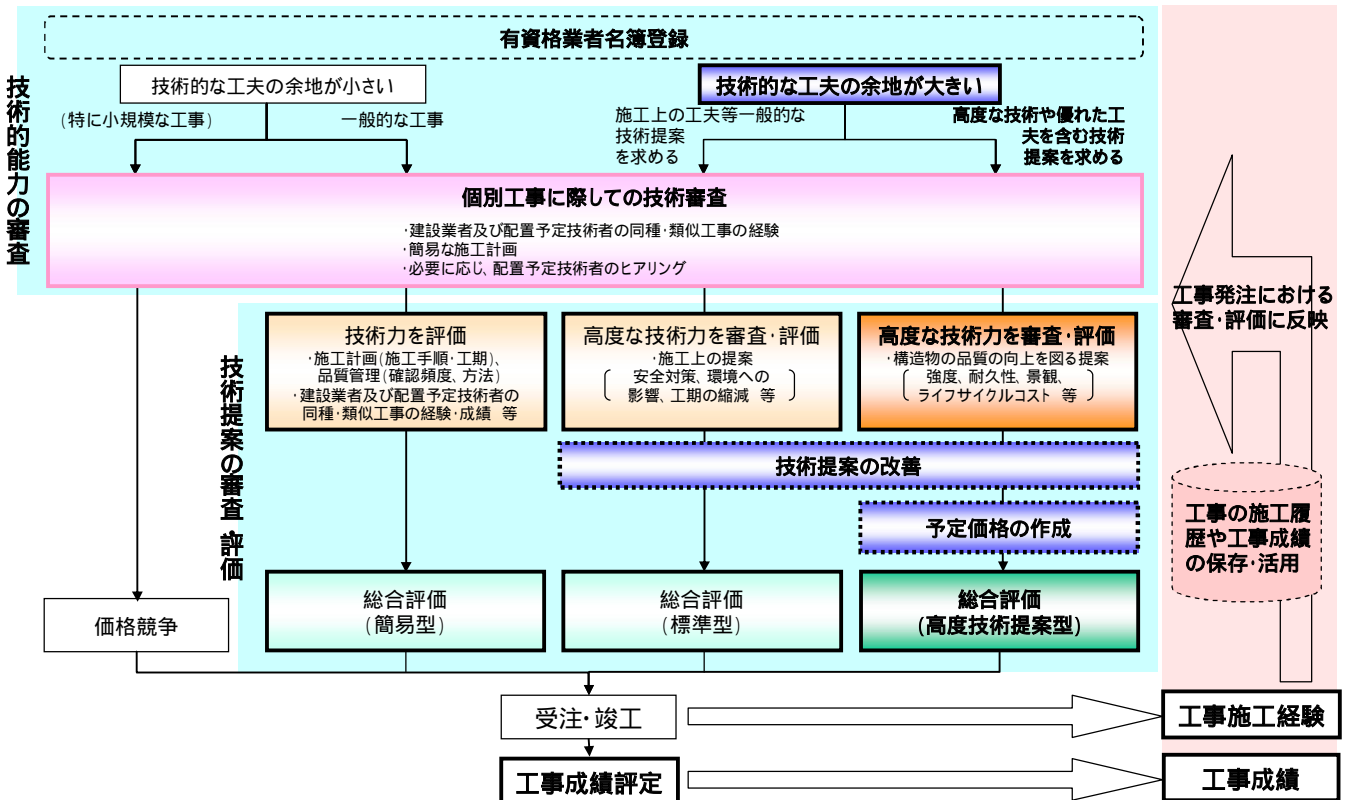 有資格業者名簿登録
技術的能力の審査
技術的な工夫の余地が小さい
技術的な工夫の余地が大きい
(特に小規模な工事)
一般的な工事
施工上の工夫等一般的な
技術提案
を求める
高度な技術や優れた工
夫を含む技術
提案を求める
個別工事に際しての技術審査
・建設業者及び配置予定技術者の同種・類似工事の経験
・簡易な施工計画
・必要に応じ、配置予定技術者のヒアリング
技術提案の審査・評価
技術力を評価
・施工計画(施工手順・工期)、
品質管理(確認頻度、方法)
・建設業者及び配置予定技術者の
同種・類似工事の経験・成績 等
高度な技術力を審査・評価
・施工上の提案
安全対策、環境への
影響、工期の縮減 等
高度な技術力を審査・評価
・構造物の品質の向上を図る提案
強度、耐久性、景観、
ライフサイクルコスト 等
技術提案の改善
予定価格の作成
価格競争
総合評価
(簡易型)
総合評価
(標準型)
総合評価
(高度技術提案型)
受注・竣工
工事成績評定
工事発注における
審査・評価に反映
工事の施工履
歴や工事成績
の保存・活用
工事施工経験
工事成績